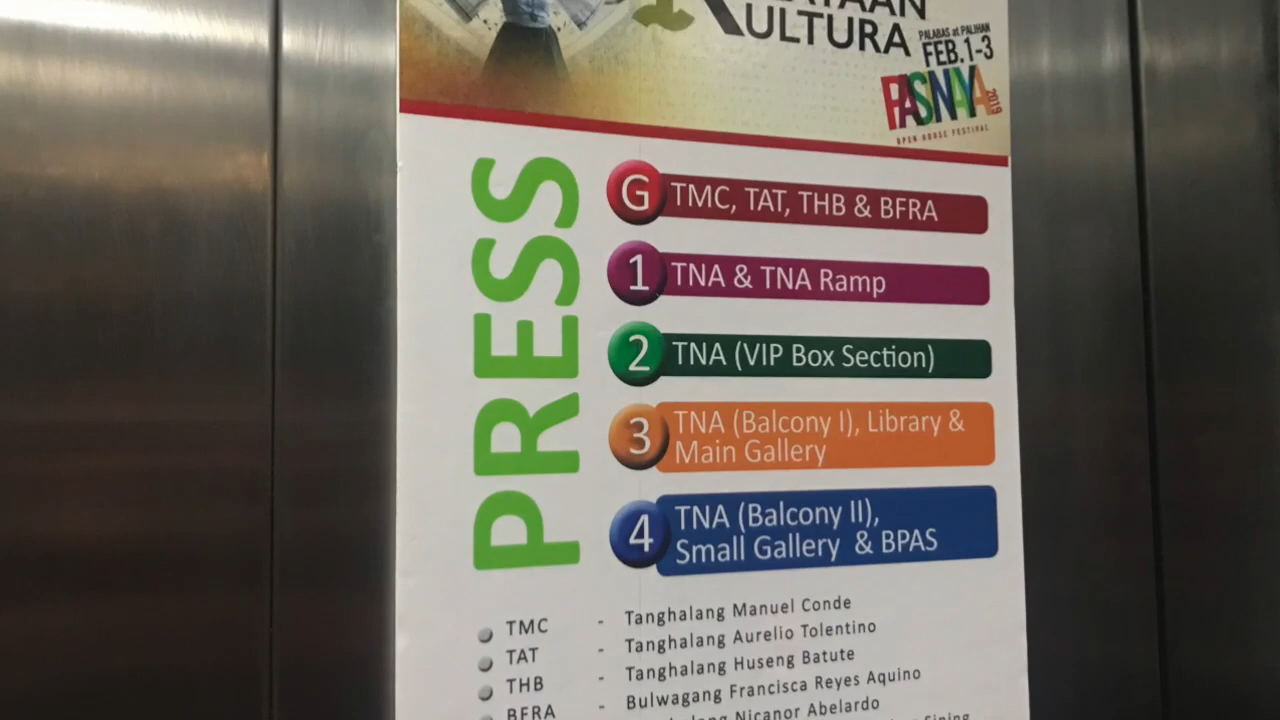 ULTURA
PALABAS at PALIHAN
FEB.1-3
PASINAYA
2019
OPEN HOUSE FESTIVAL
PRESS
G TMC, TAT, THB & BFRA
1 TNA & TNA Ramp
2 TNA (VIP Box Section)
3 TNA (Balcony I), Library &
Main Gallery
4 TNA (Balcony II),
Small Gallery & BPAS
TMC - Tanghalang Manuel Conde
TAT - Tanghalang Aurelio Tolentino
THB - Tanghalang Huseng Batute
BFRA - Bulwagang Francisca Reyes Aquino
Nicanor Abelardo
Sining